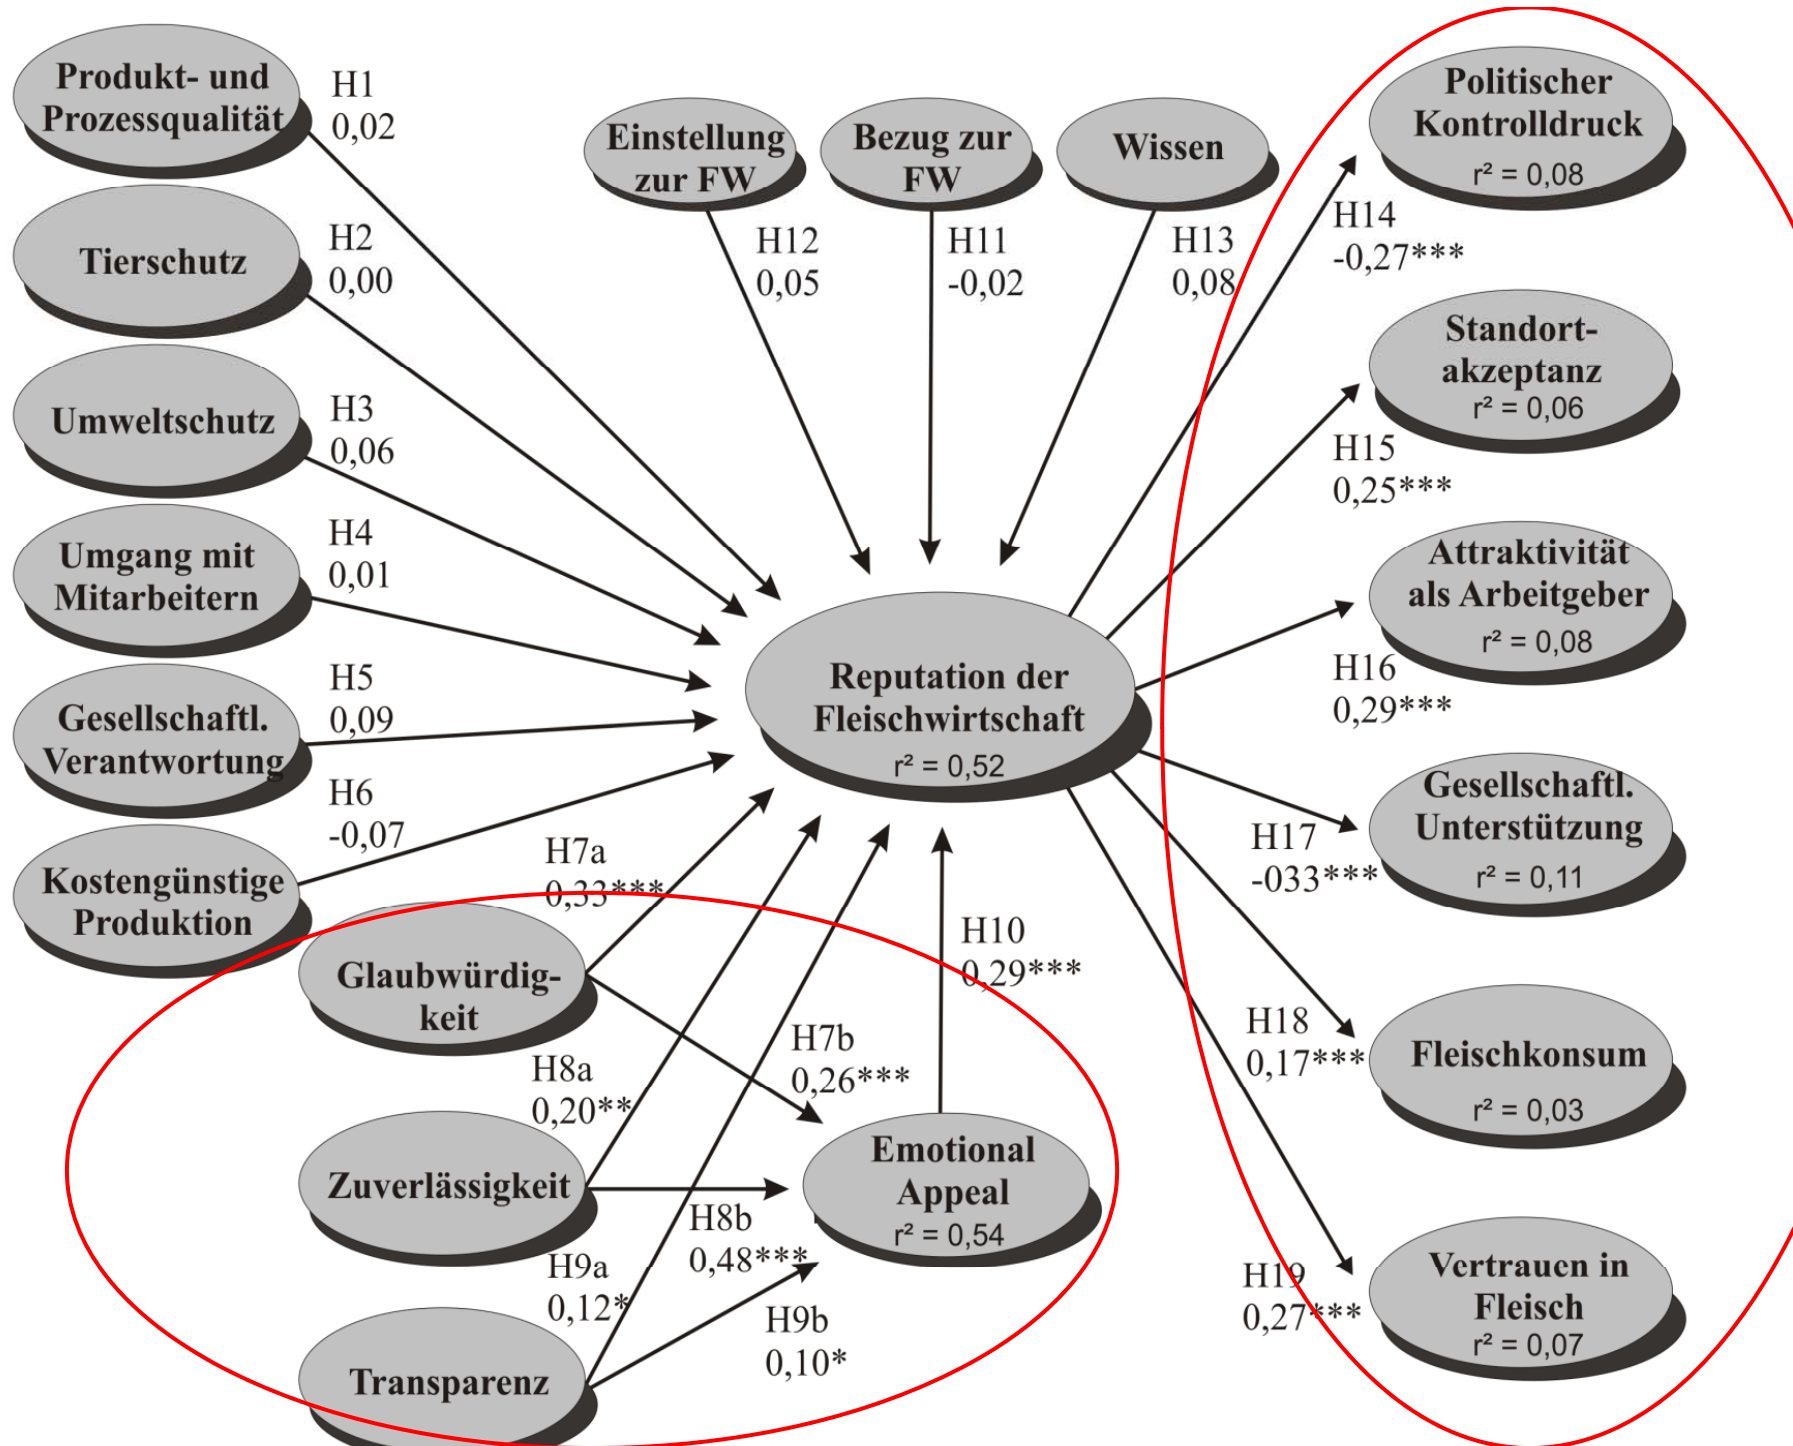 Produkt- und
Prozessqualität
H1
0,02
Tierschutz
H2
0,00
Umweltschutz
H3
0,06
Umgang mit
Mitarbeitern
H4
0,01
Gesellschaftl.
Verantwortung
H5
0,09
Kostengünstige
Produktion
H6
-0,07
Einstellung
zur FW
H12
0,05
Bezug zur
FW
H11
-0,02
Wissen
H13
0,08
Reputation der
Fleischwirtschaft
r² = 0,52
H7a
0,33***
Glaubwürdig-
keit
H7b
0,26***
H8a
0,20**
Zuverlässigkeit
H8b
0,48***
H9a
0,12*
Transparenz
H9b
0,10*
H10
0,29***
Emotional
Appeal
r² = 0,54
Politischer
Kontrolldruck
r² = 0,08
H14
-0,27***
Standort-
akzeptanz
r² = 0,06
H15
0,25***
Attraktivität
als Arbeitgeber
r² = 0,08
H16
0,29***
Gesellschaftl.
Unterstützung
r² = 0,11
H17
-033***
Fleischkonsum
r² = 0,03
H18
0,17***
Vertrauen in
Fleisch
r² = 0,07
H19
0,27***